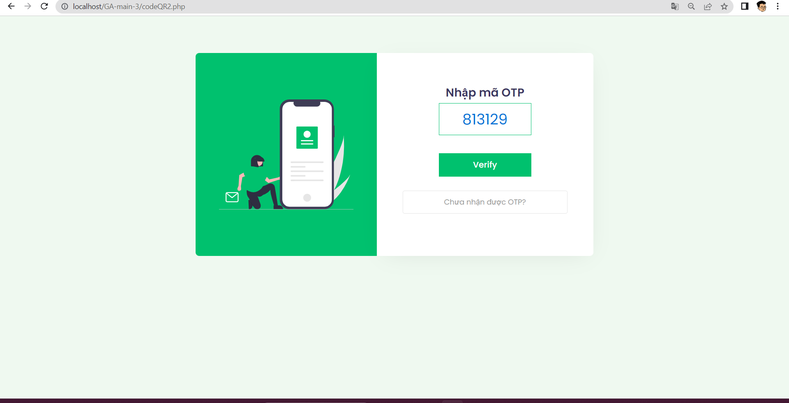 localhost/GA-main-3/codeQR2.php
Nhập mã OTP
813129
Verify
Chưa nhận được OTP?